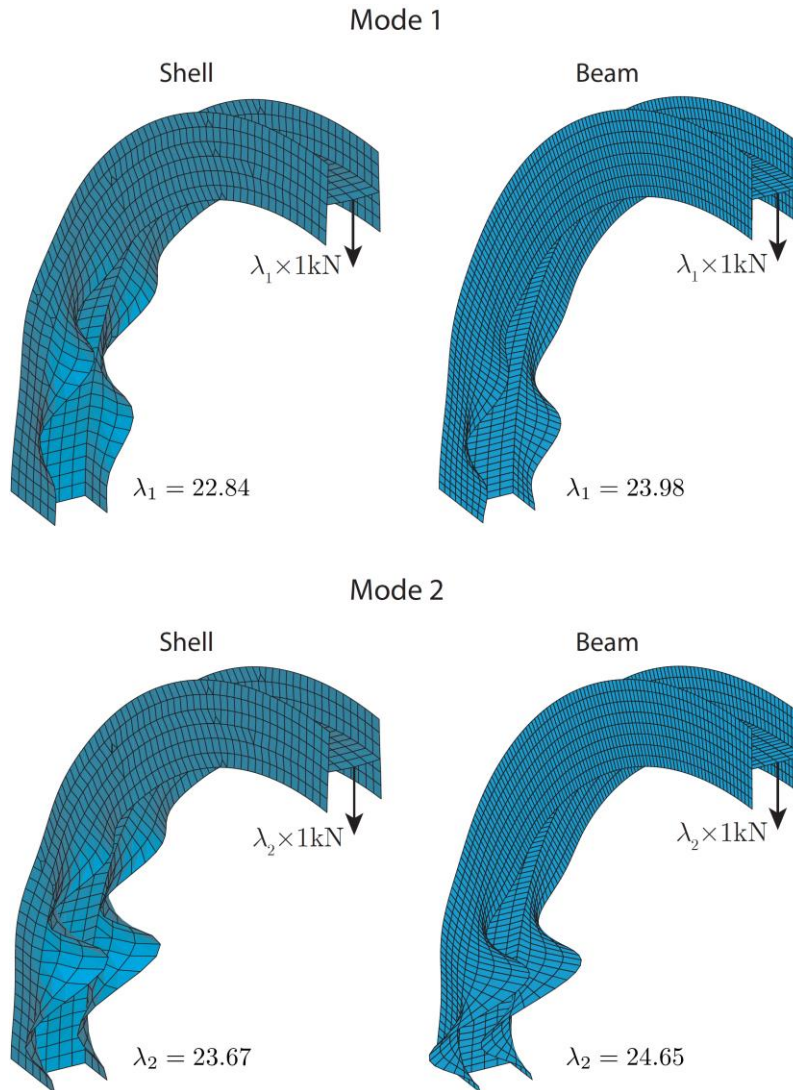 Mode 1
Shell Beam
λ₁×1kN λ₁×1kN
λ₁ = 22.84 λ₁ = 23.98
Mode 2
Shell Beam
λ₂×1kN λ₂×1kN
λ₂ = 23.67 λ₂ = 24.65